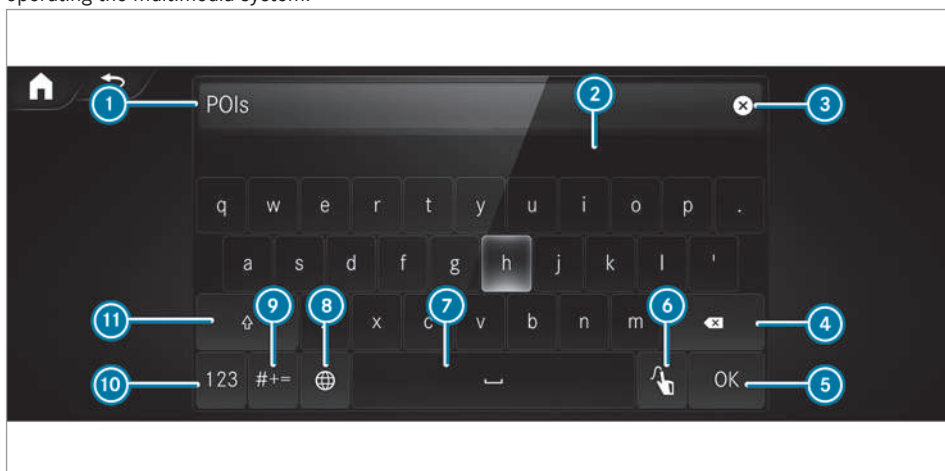 operating the multimedia system.
1 POIs 2 3
q w e r t y u i o p .
a s d f g h j k l '
11 9 8 x c 7 v b n m 6 4
10 123 #+= OK 5